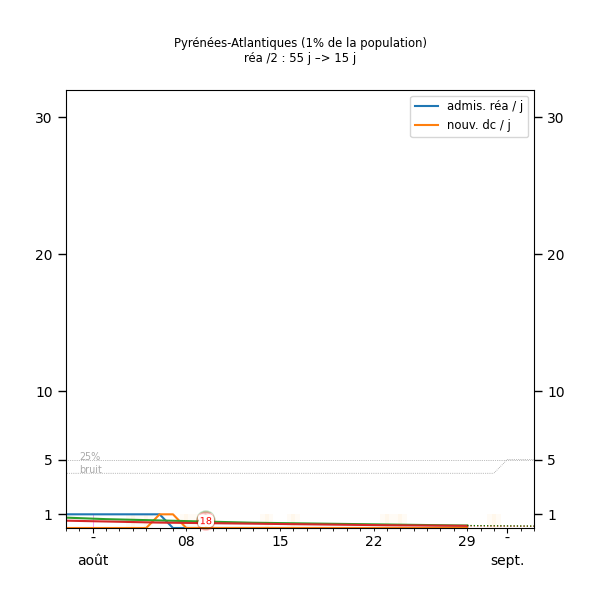 Pyrénées-Atlantiques (1% de la population)
réa /2 : 55 j –> 15 j
admis. réa / j
nouv. dc / j
30
30
20
20
10
10
25%
5
5
bruit
1
1
18
-
08
15
22
29
-
août
sept.